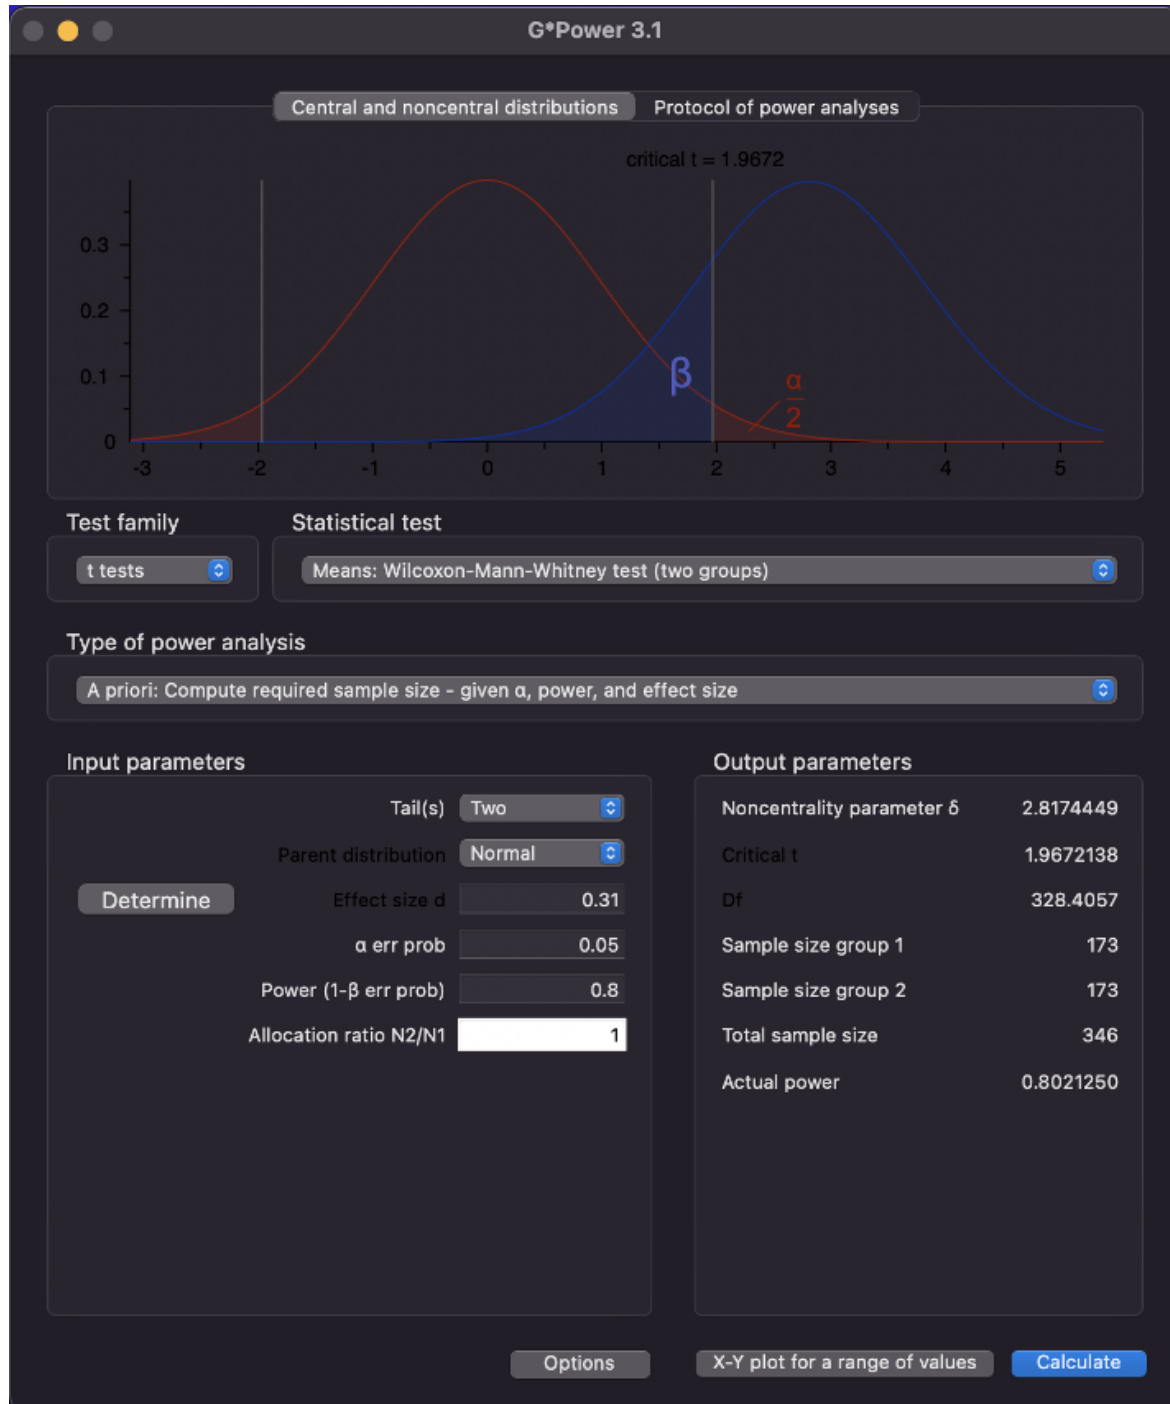 G*Power 3.1
Central and noncentral distributions Protocol of power analyses
critical t = 1.9672
0.3
0.2
0.1
0
β
α
2
-3 -2 -1 0 1 2 3 4 5
Test family Statistical test
t tests Means: Wilcoxon-Mann-Whitney test (two groups)
Type of power analysis
A priori: Compute required sample size - given α, power, and effect size
Input parameters
Tail(s) Two
Parent distribution Normal
Determine Effect size d 0.31
α err prob 0.05
Power (1-β err prob) 0.8
Allocation ratio N2/N1 1
Output parameters
Noncentrality parameter δ 2.8174449
Critical t 1.9672138
Df 328.4057
Sample size group 1 173
Sample size group 2 173
Total sample size 346
Actual power 0.8021250
Options X-Y plot for a range of values Calculate